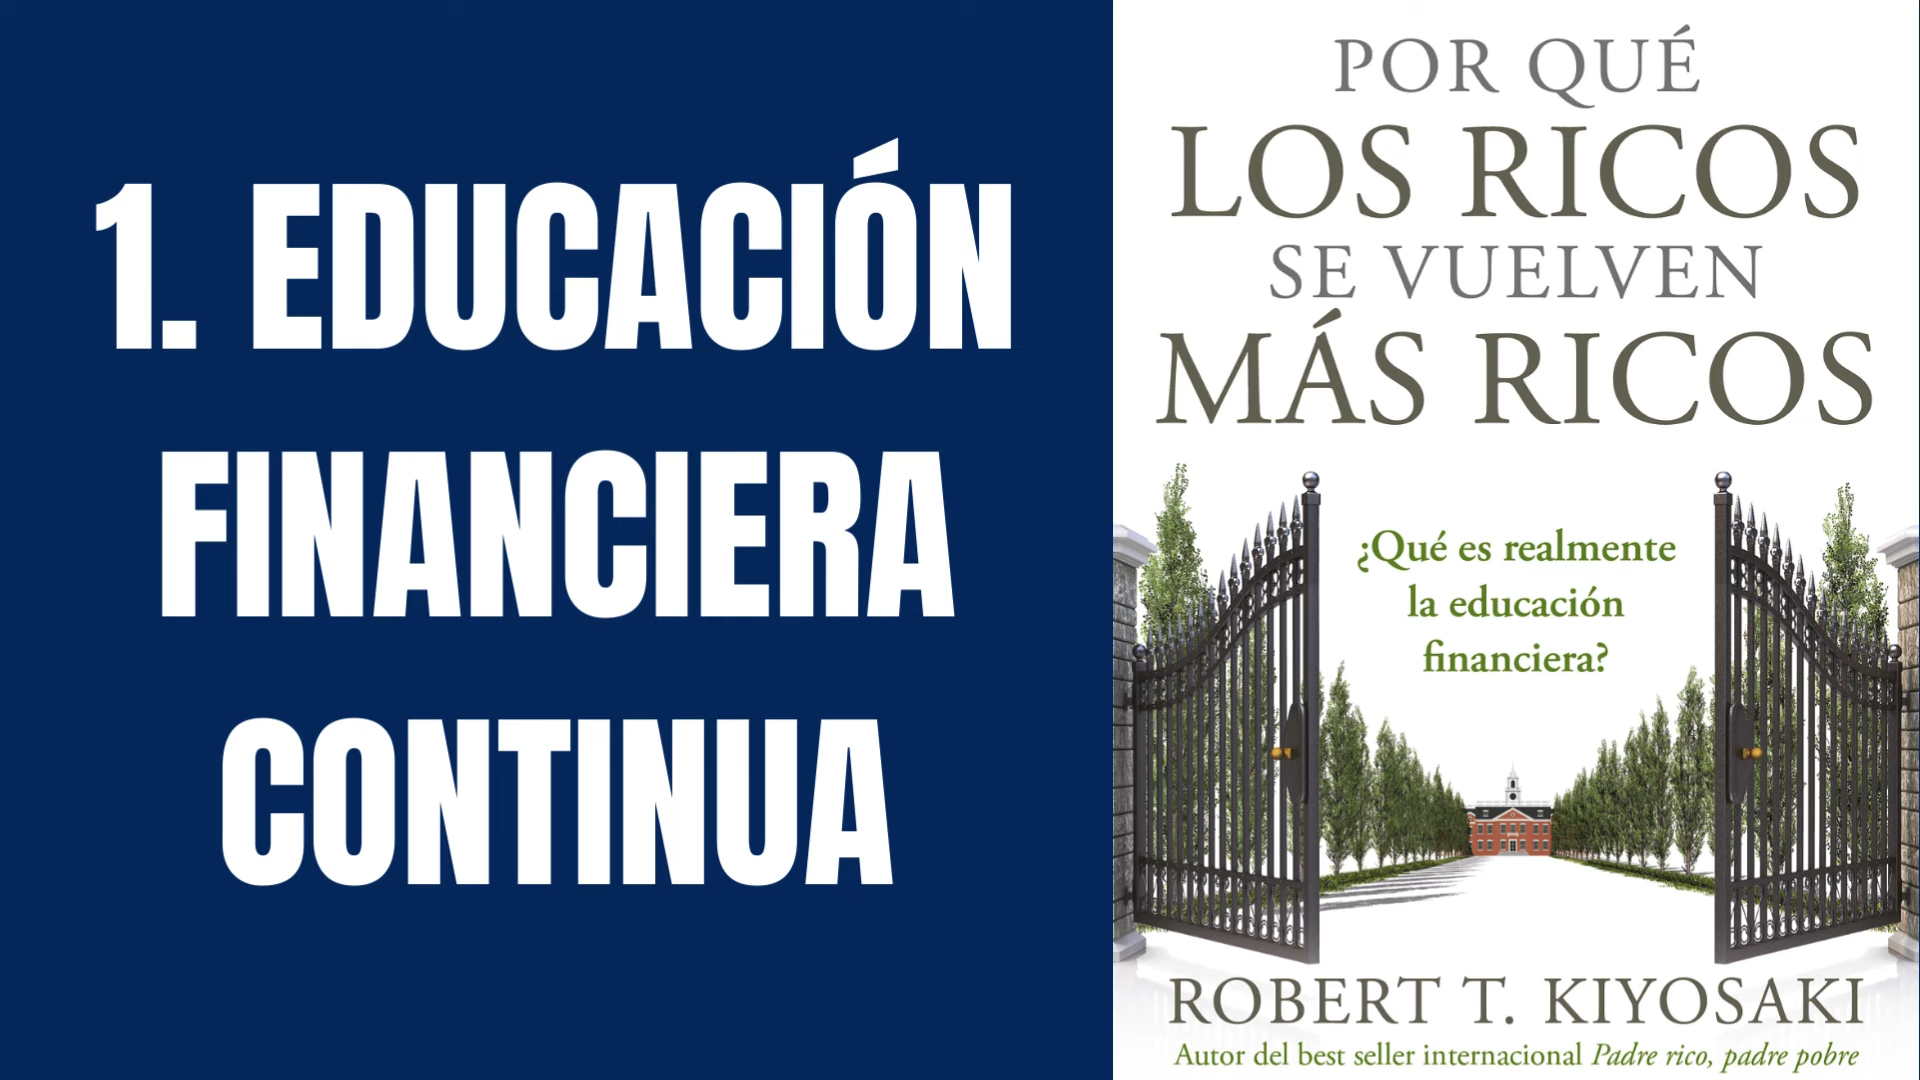 1. EDUCACIÓN
FINANCIERA
CONTINUA
POR QUÉ
LOS RICOS
SE VUELVEN
MÁS RICOS
¿Qué es realmente
la educación
financiera?
ROBERT T. KIYOSAKI
Autor del best seller internacional Padre rico, padre pobre